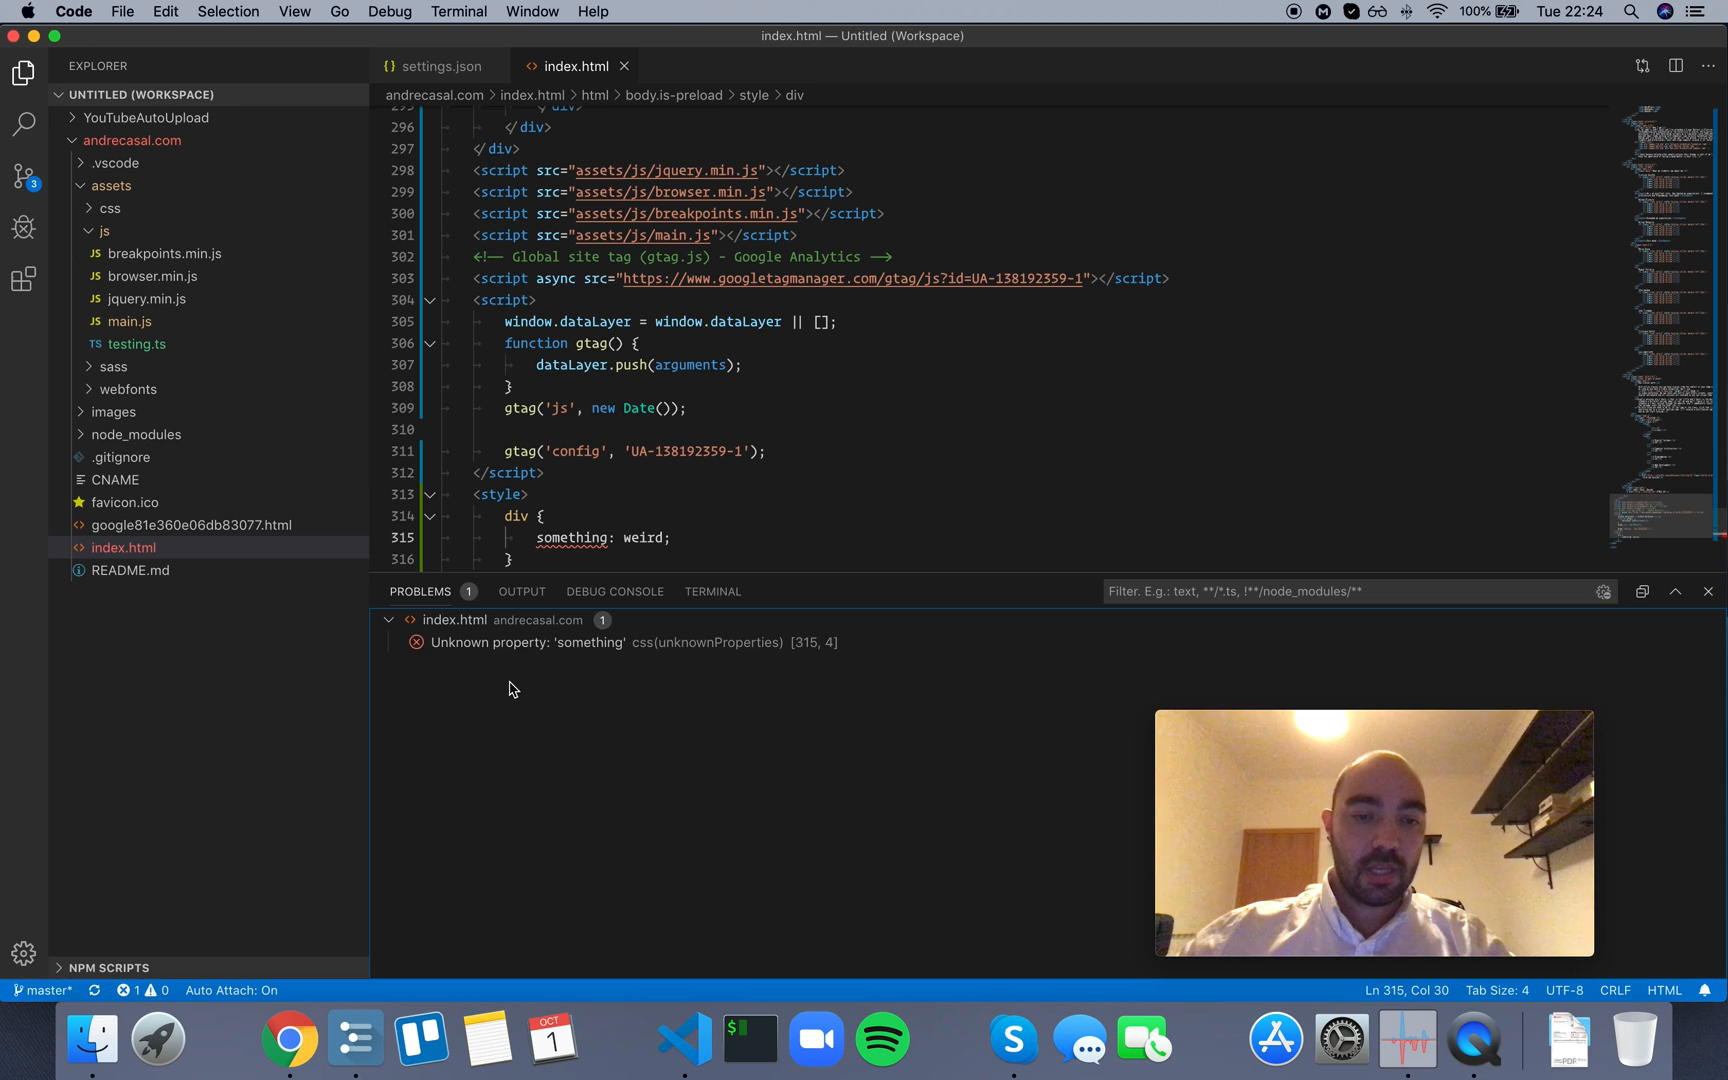 Code File Edit Selection View Go Debug Terminal Window Help 100% Tue 22:24
index.html — Untitled (Workspace)
EXPLORER
UNTITLED (WORKSPACE)
YouTubeAutoUpload
andrecasal.com
.vscode
assets
css
js
JS breakpoints.min.js
JS browser.min.js
JS jquery.min.js
JS main.js
TS testing.ts
sass
webfonts
images
node_modules
.gitignore
CNAME
favicon.ico
google81e360e06db83077.html
index.html
README.md
NPM SCRIPTS
3
{} settings.json <> index.html
andrecasal.com > index.html > html > body.is-preload > style > div
295 </div>
296 </div>
297 </div>
298 <script src="assets/js/jquery.min.js"></script>
299 <script src="assets/js/browser.min.js"></script>
300 <script src="assets/js/breakpoints.min.js"></script>
301 <script src="assets/js/main.js"></script>
302 <!-- Global site tag (gtag.js) - Google Analytics -->
303 <script async src="https://www.googletagmanager.com/gtag/js?id=UA-138192359-1"></script>
304 <script>
305 window.dataLayer = window.dataLayer || [];
306 function gtag() {
307 dataLayer.push(arguments);
308 }
309 gtag('js', new Date());
310
311 gtag('config', 'UA-138192359-1');
312 </script>
313 <style>
314 div {
315 something: weird;
316 }
PROBLEMS 1 OUTPUT DEBUG CONSOLE TERMINAL Filter. E.g.: text, **/*.ts, !**/node_modules/**
<> index.html andrecasal.com 1
Unknown property: 'something' css(unknownProperties) [315, 4]
master* 1 0 Auto Attach: On Ln 315, Col 30 Tab Size: 4 UTF-8 CRLF HTML
OCT
1
$
PDF